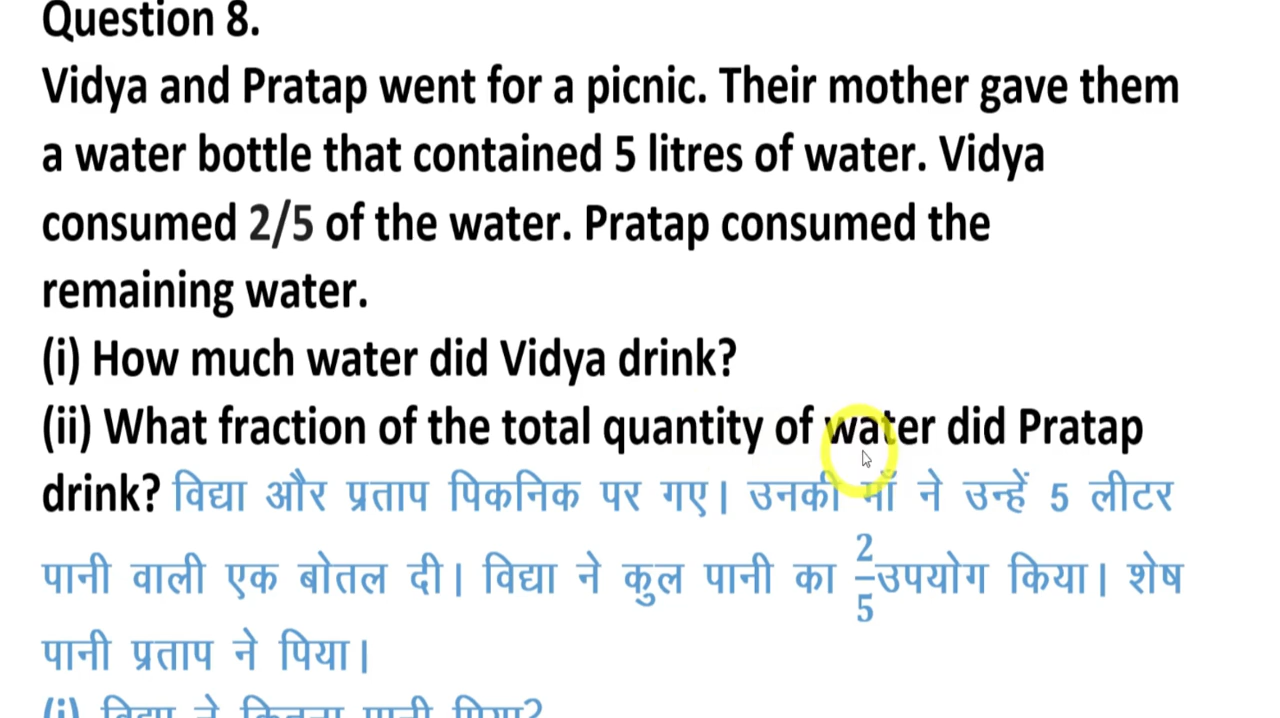 Question 8.
Vidya and Pratap went for a picnic. Their mother gave them
a water bottle that contained 5 litres of water. Vidya
consumed 2/5 of the water. Pratap consumed the
remaining water.
(i) How much water did Vidya drink?
(ii) What fraction of the total quantity of water did Pratap
drink? विद्या और प्रताप पिकनिक पर गए। उनकी माँ ने उन्हें 5 लीटर
पानी वाली एक बोतल दी। विद्या ने कुल पानी का 2/5 उपयोग किया। शेष
पानी प्रताप ने पिया।
(i) विद्या ने कितना पानी पिया?